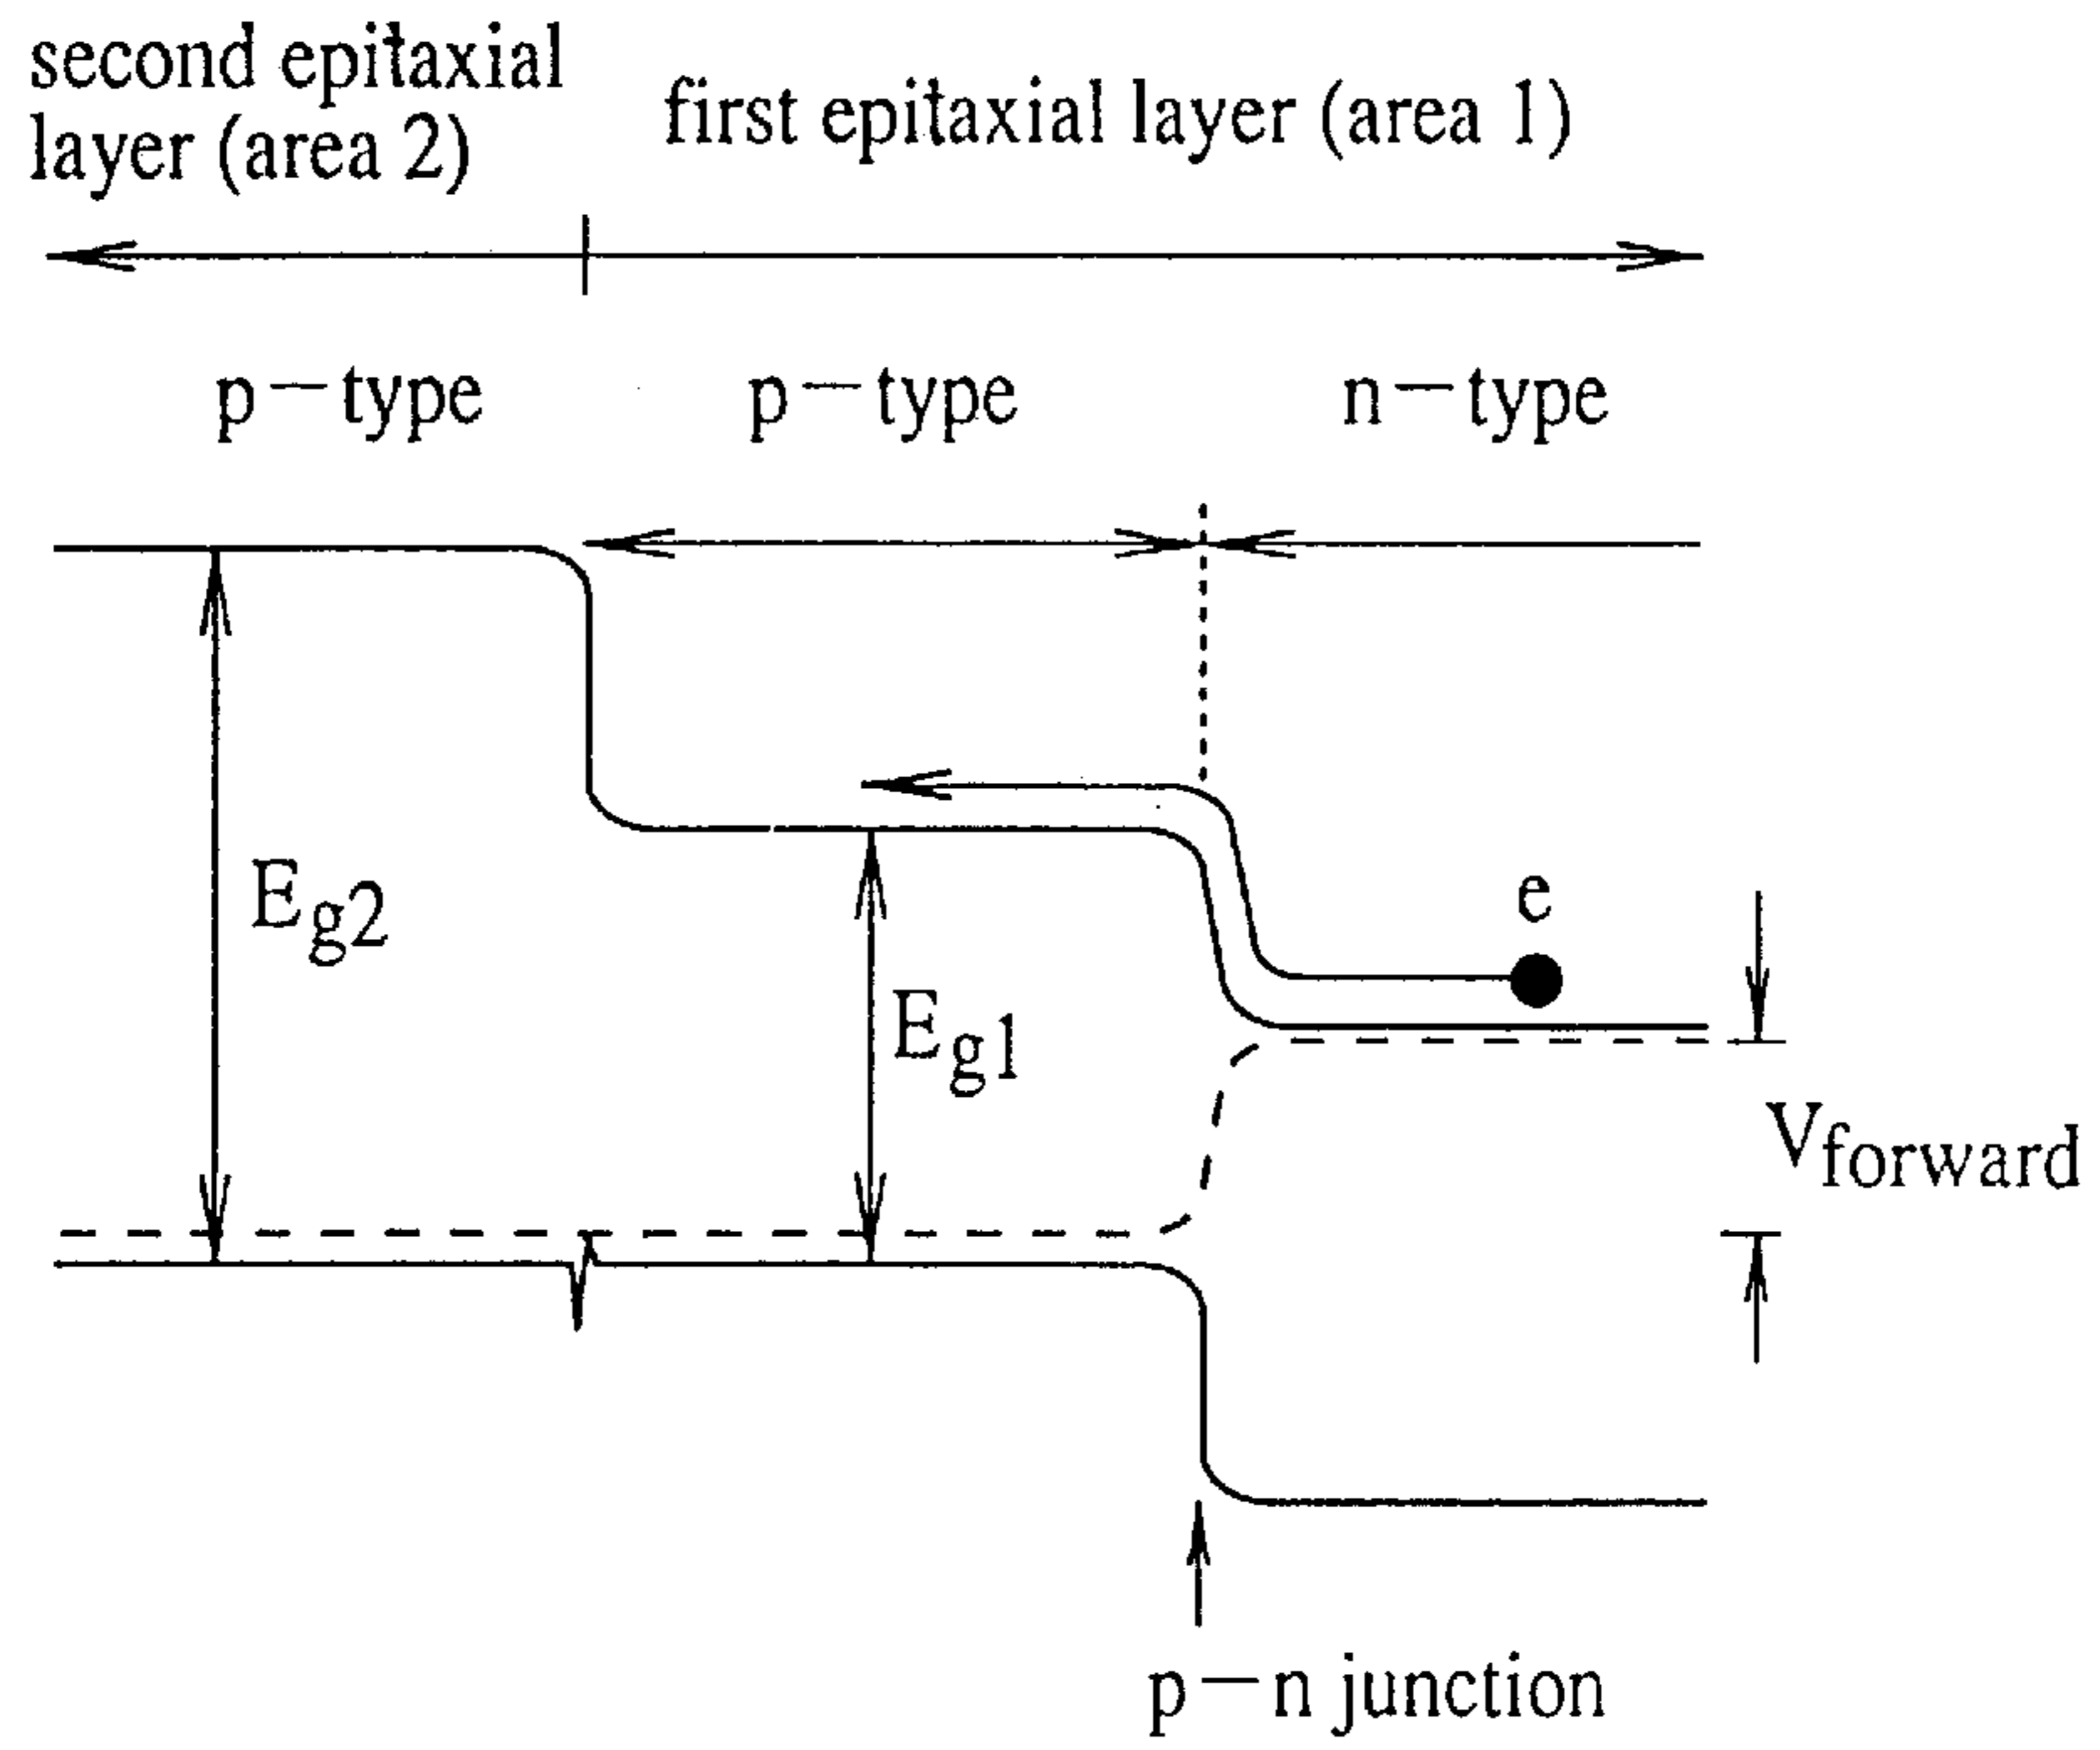 second epitaxial
layer (area 2)
first epitaxial layer (area 1)
p-type
p-type
n-type
Eg2
Eg1
e
Vforward
p-n junction